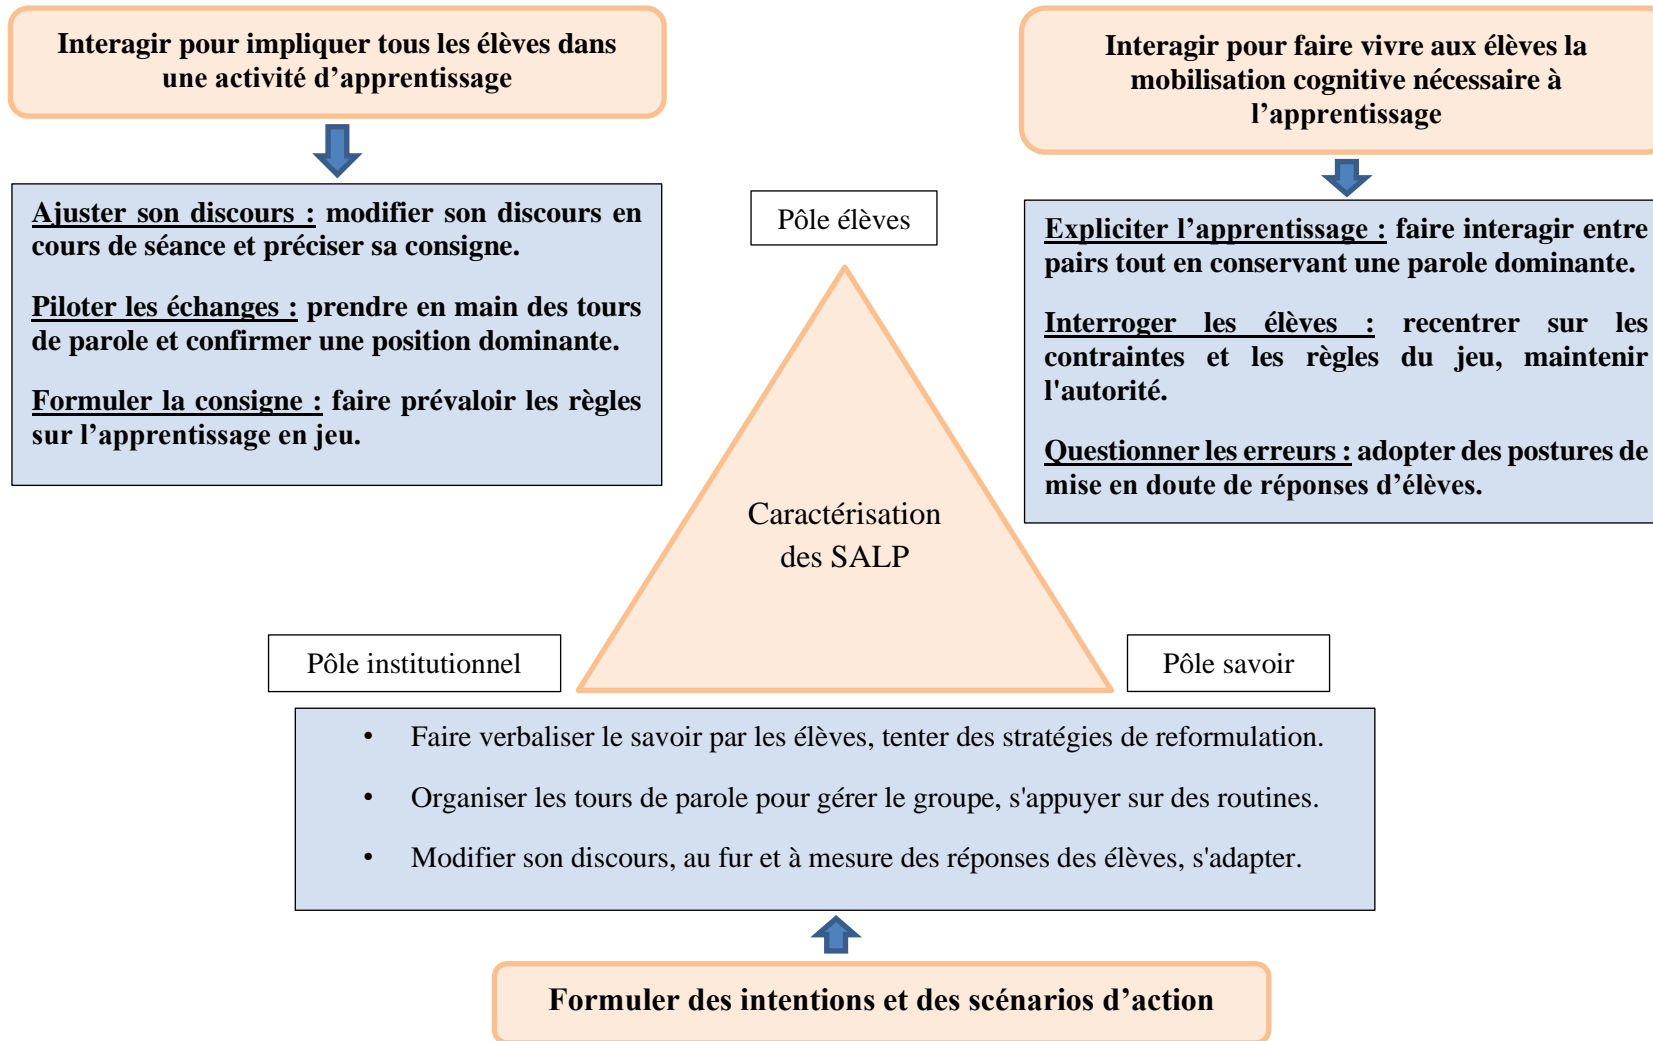 Interagir pour impliquer tous les élèves dans
une activité d’apprentissage
Interagir pour faire vivre aux élèves la
mobilisation cognitive nécessaire à
l’apprentissage
Ajuster son discours : modifier son discours en
cours de séance et préciser sa consigne.
Piloter les échanges : prendre en main des tours
de parole et confirmer une position dominante.
Formuler la consigne : faire prévaloir les règles
sur l’apprentissage en jeu.
Pôle élèves
Expliciter l’apprentissage : faire interagir entre
pairs tout en conservant une parole dominante.
Interroger les élèves : recentrer sur les
contraintes et les règles du jeu, maintenir
l'autorité.
Questionner les erreurs : adopter des postures de
mise en doute de réponses d’élèves.
Caractérisation
des SALP
Pôle institutionnel
Pôle savoir
• Faire verbaliser le savoir par les élèves, tenter des stratégies de reformulation.
• Organiser les tours de parole pour gérer le groupe, s'appuyer sur des routines.
• Modifier son discours, au fur et à mesure des réponses des élèves, s'adapter.
Formuler des intentions et des scénarios d’action